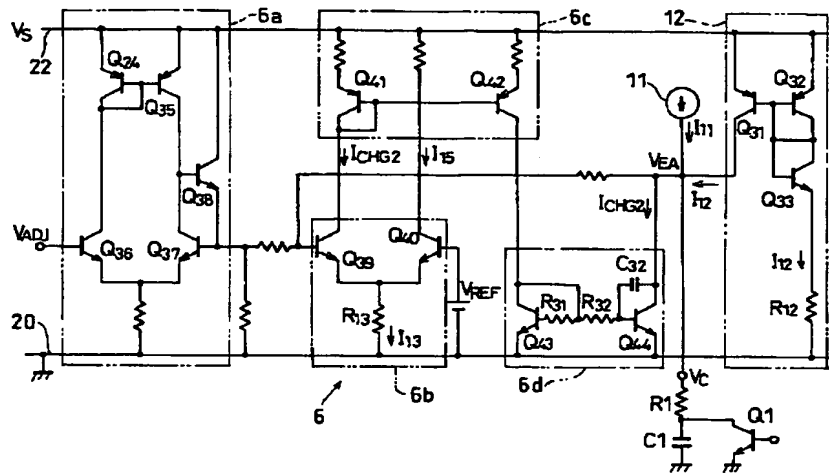 6a
6c
12
VS
22
Q24
Q35
Q41
Q42
11
I11
Q32
Q31
Q38
ICHG2
I15
VEA
I12
Q33
VADJ
Q36
Q37
Q39
Q40
ICHG2
C32
I12
VREF
R31
R32
R12
R13
I13
Q43
Q44
20
6
6b
6d
VC
R1
Q1
C1